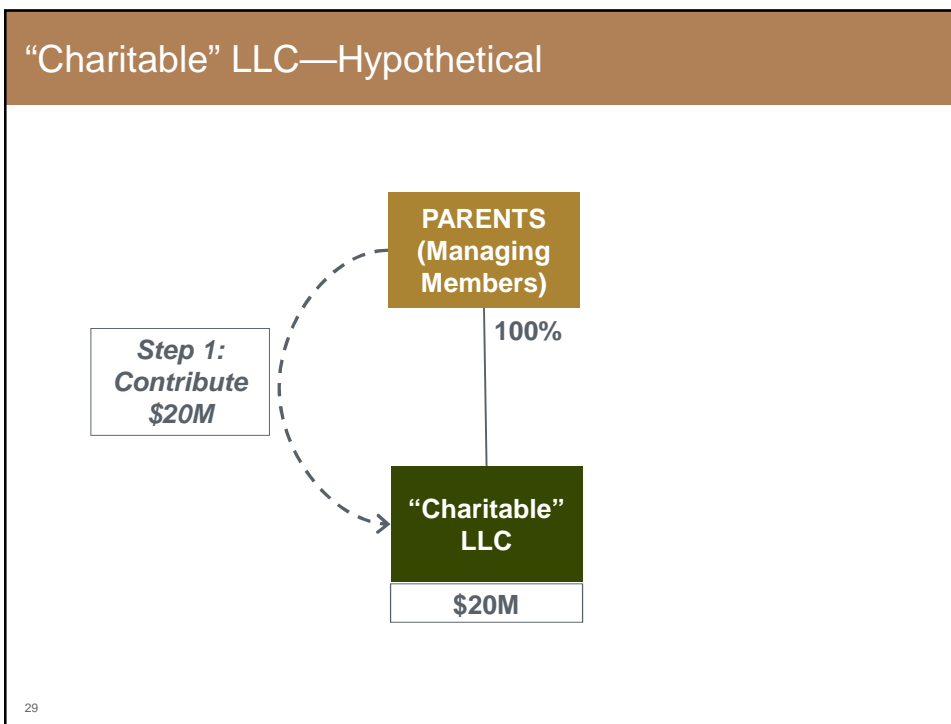 “Charitable” LLC—Hypothetical
PARENTS
(Managing
Members)
100%
Step 1:
Contribute
$20M
“Charitable”
LLC
$20M
29